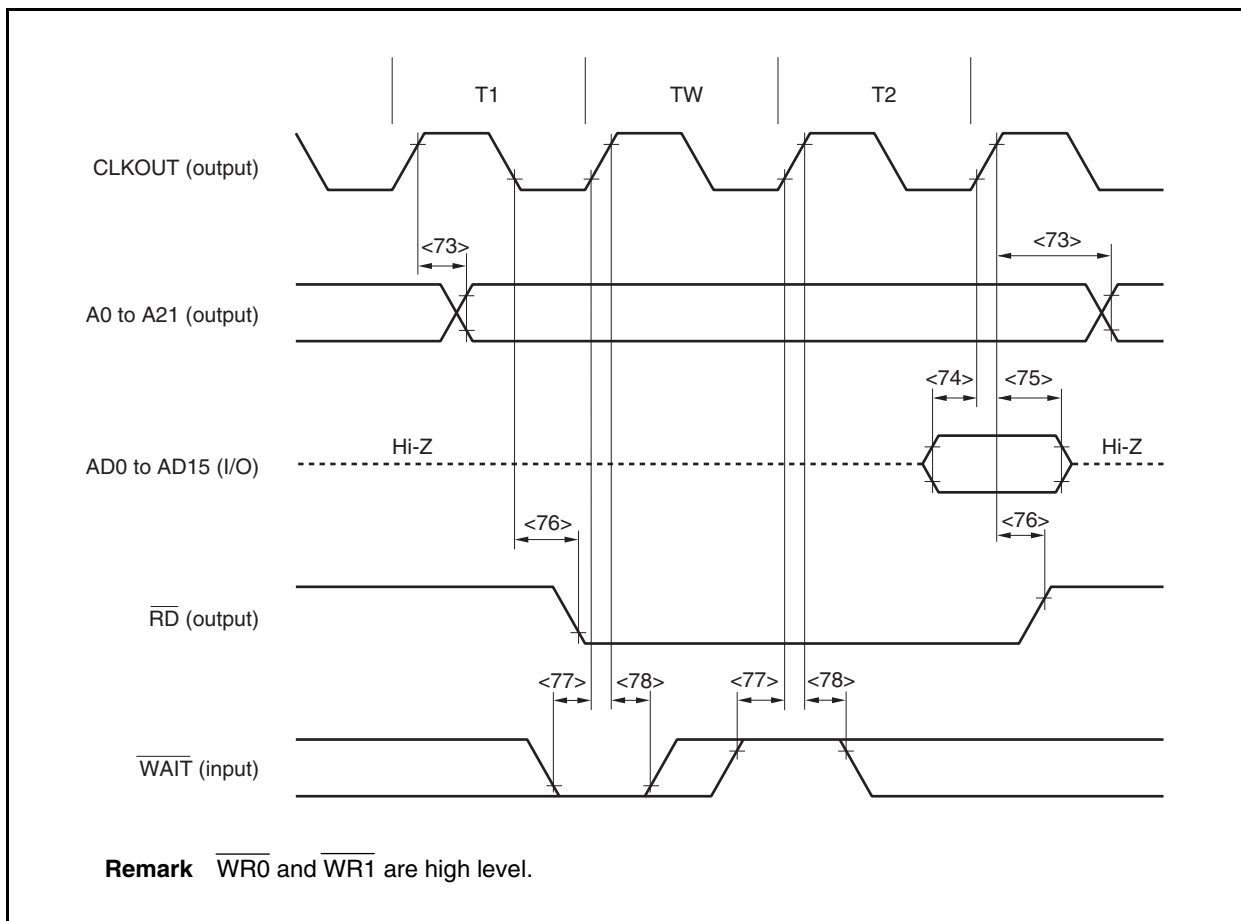 T1 TW T2
CLKOUT (output)
<73> <73>
A0 to A21 (output)
<74> <75>
Hi-Z Hi-Z
AD0 to AD15 (I/O)
<76> <76>
RD (output)
<77> <78> <77> <78>
WAIT (input)
Remark WR0 and WR1 are high level.